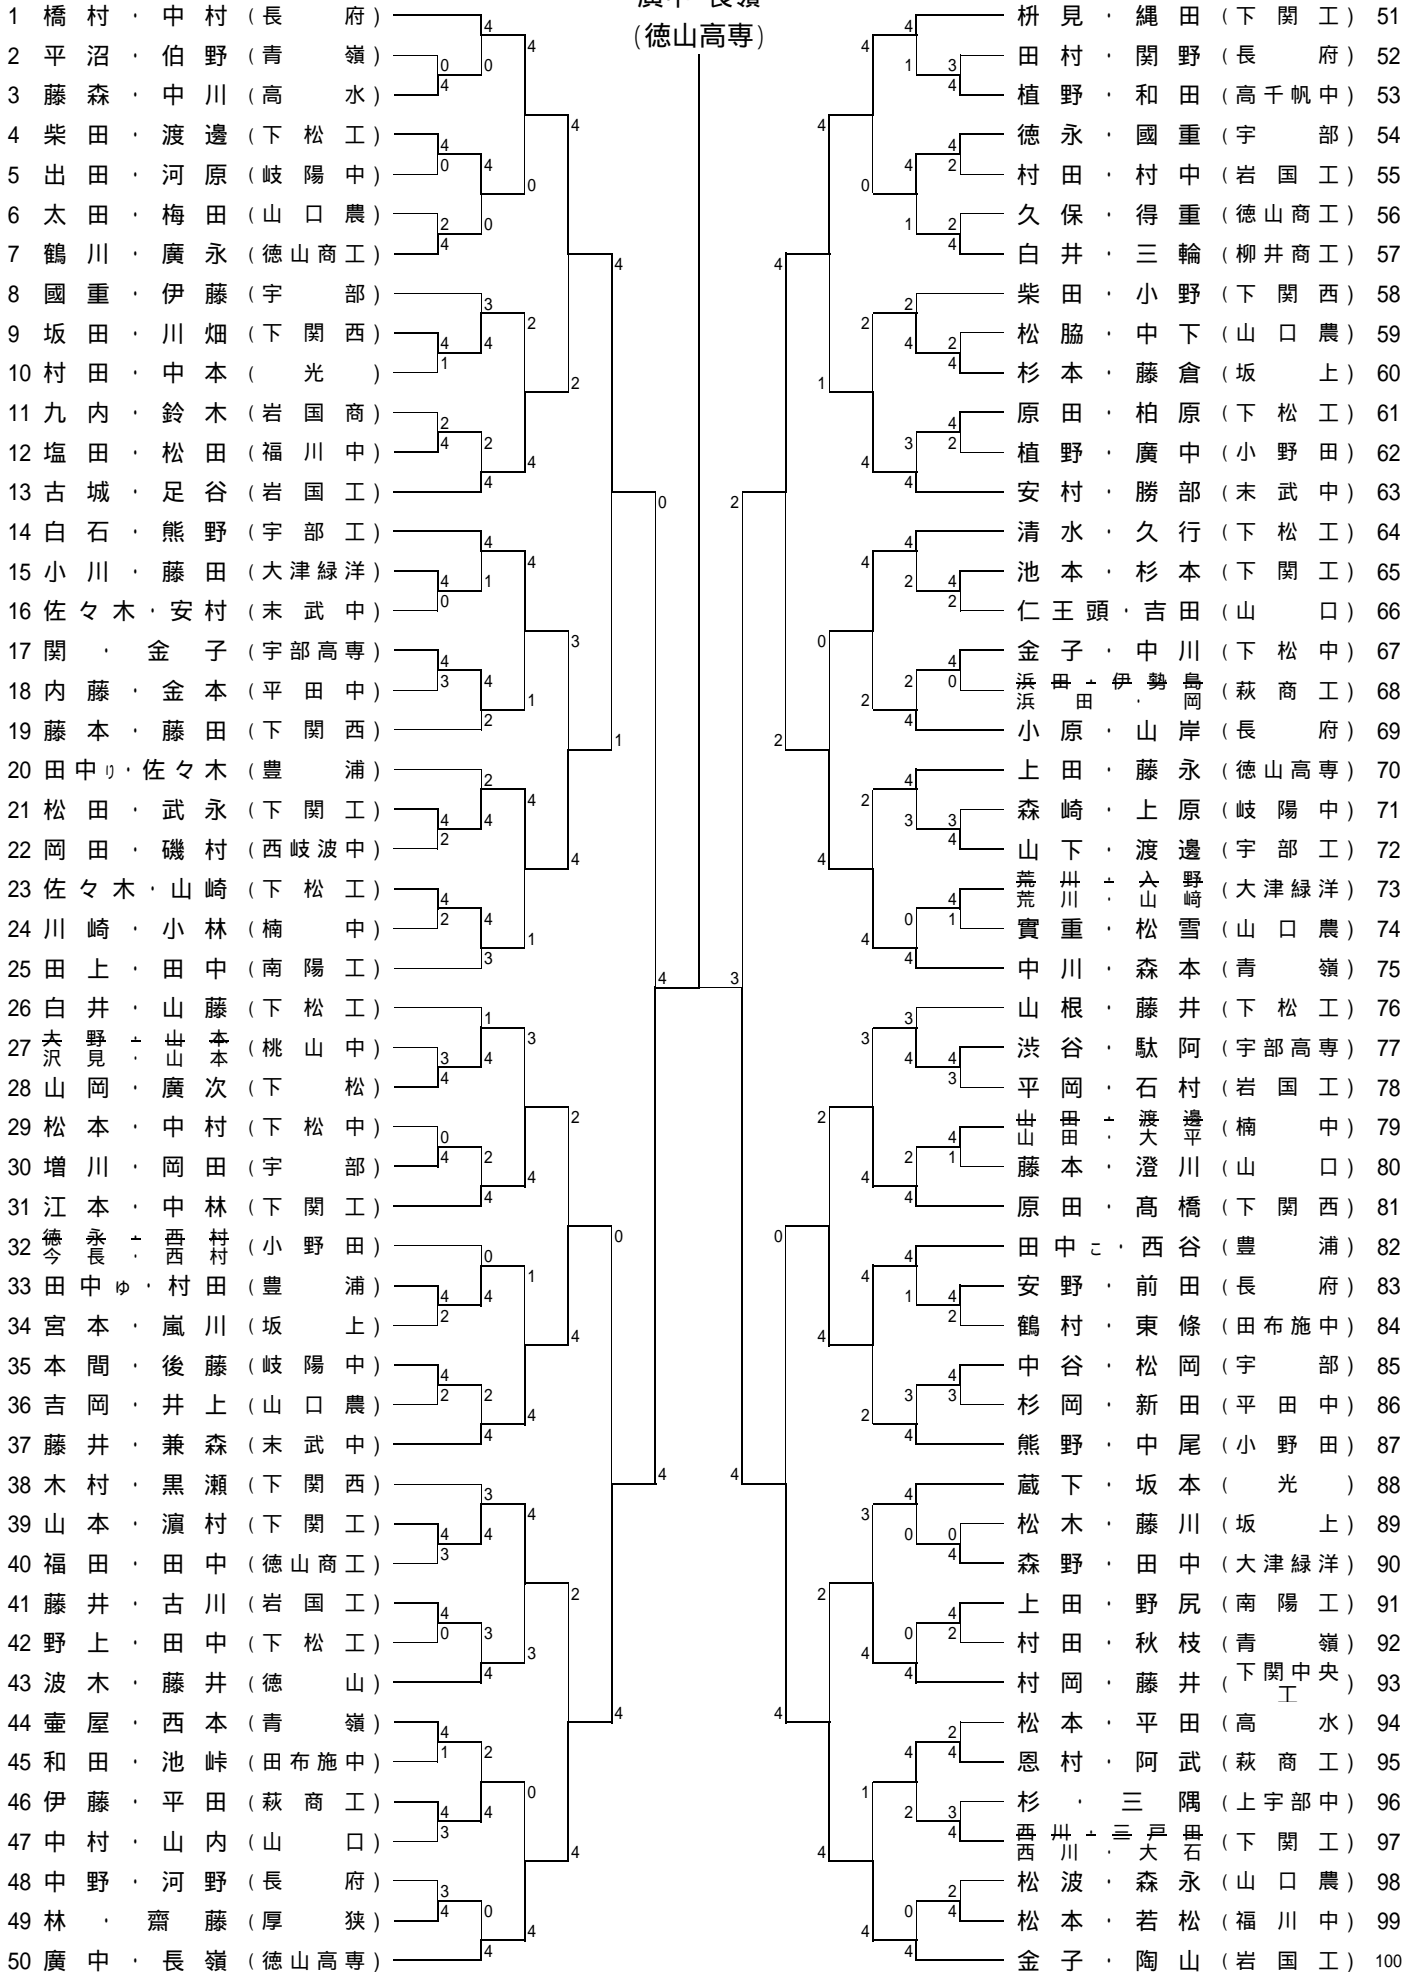 (徳山高専)
1 橋村・中村(長府)
2 平沼・伯野(青嶺)
3 藤森・中川(高水)
4 柴田・渡邊(下松工)
5 出田・河原(岐陽中)
6 太田・梅田(山口農)
7 鶴川・廣永(徳山商工)
8 國重・伊藤(宇部)
9 坂田・川畑(下関西)
10 村田・中本(光)
11 九内・鈴木(岩国商)
12 塩田・松田(福川中)
13 古城・足谷(岩国工)
14 白石・熊野(宇部工)
15 小川・藤田(大津緑洋)
16 佐々木・安村(末武中)
17 関・金子(宇部高専)
18 内藤・金本(平田中)
19 藤本・藤田(下関西)
20 田中り・佐々木(豊浦)
21 松田・武永(下関工)
22 岡田・磯村(西岐波中)
23 佐々木・山崎(下松工)
24 川崎・小林(楠中)
25 田上・田中(南陽工)
26 白井・山藤(下松工)
27 大野・山本 沢見・山本(桃山中)
28 山岡・廣次(下松)
29 松本・中村(下松中)
30 増川・岡田(宇部)
31 江本・中林(下関工)
32 徳永・西村 今長・西村(小野田)
33 田中ゅ・村田(豊浦)
34 宮本・嵐川(坂上)
35 本間・後藤(岐陽中)
36 吉岡・井上(山口農)
37 藤井・兼森(末武中)
38 木村・黒瀬(下関西)
39 山本・濵村(下関工)
40 福田・田中(徳山商工)
41 藤井・古川(岩国工)
42 野上・田中(下松工)
43 波木・藤井(徳山)
44 壷屋・西本(青嶺)
45 和田・池峠(田布施中)
46 伊藤・平田(萩商工)
47 中村・山内(山口)
48 中野・河野(長府)
49 林・齋藤(厚狭)
50 廣中・長嶺(徳山高専)
枡見・縄田(下関工) 51
田村・関野(長府) 52
植野・和田(高千帆中) 53
徳永・國重(宇部) 54
村田・村中(岩国工) 55
久保・得重(徳山商工) 56
白井・三輪(柳井商工) 57
柴田・小野(下関西) 58
松脇・中下(山口農) 59
杉本・藤倉(坂上) 60
原田・柏原(下松工) 61
植野・廣中(小野田) 62
安村・勝部(末武中) 63
清水・久行(下松工) 64
池本・杉本(下関工) 65
仁王頭・吉田(山口) 66
金子・中川(下松中) 67
浜田・伊勢島 浜田・岡(萩商工) 68
小原・山岸(長府) 69
上田・藤永(徳山高専) 70
森崎・上原(岐陽中) 71
山下・渡邊(宇部工) 72
荒川・入野 荒川・山﨑(大津緑洋) 73
實重・松雪(山口農) 74
中川・森本(青嶺) 75
山根・藤井(下松工) 76
渋谷・駄阿(宇部高専) 77
平岡・石村(岩国工) 78
山田・渡邊 山田・大平(楠中) 79
藤本・澄川(山口) 80
原田・髙橋(下関西) 81
田中こ・西谷(豊浦) 82
安野・前田(長府) 83
鶴村・東條(田布施中) 84
中谷・松岡(宇部) 85
杉岡・新田(平田中) 86
熊野・中尾(小野田) 87
蔵下・坂本(光) 88
松木・藤川(坂上) 89
森野・田中(大津緑洋) 90
上田・野尻(南陽工) 91
村田・秋枝(青嶺) 92
村岡・藤井(下関中央工) 93
松本・平田(高水) 94
恩村・阿武(萩商工) 95
杉・三隅(上宇部中) 96
西川・三戸田 西川・大石(下関工) 97
松波・森永(山口農) 98
松本・若松(福川中) 99
金子・陶山(岩国工) 100